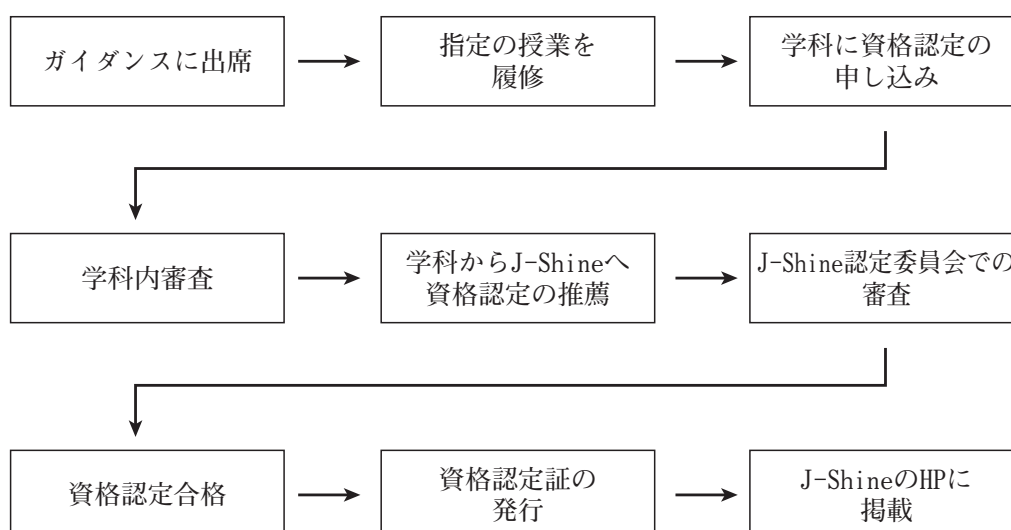 ガイダンスに出席
指定の授業を
履修
学科に資格認定の
申し込み
学科内審査
学科からJ-Shineへ
資格認定の推薦
J-Shine認定委員会での
審査
資格認定合格
資格認定証の
発行
J-ShineのHPに
掲載